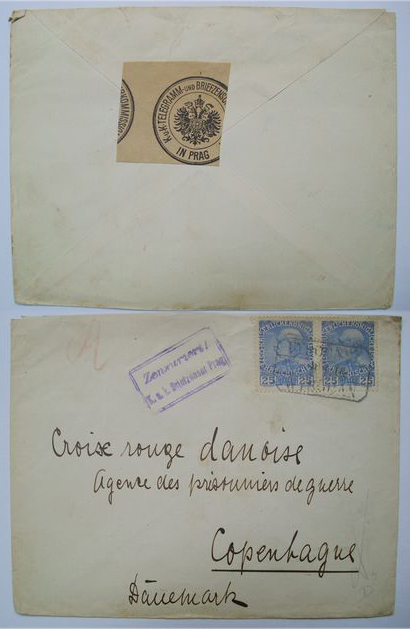 K.u.K. TELEGRAMM- UND BRIEFZENSUR
IN PRAG
Zensuriert!
K. u. k. Briefzensur Prag
25 25
Croix rouge danoise
Agence des prisonniers de guerre
Copenhague
Dänemark